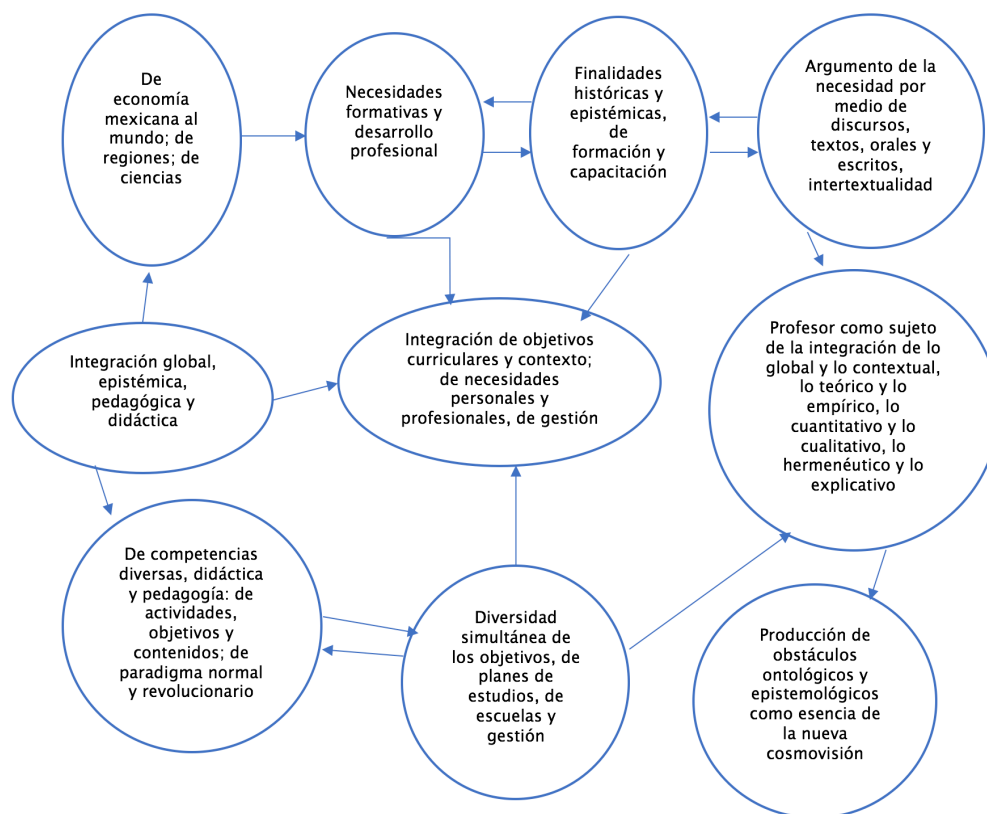 De
economía
mexicana al
mundo; de
regiones; de
ciencias
Necesidades
formativas y
desarrollo
profesional
Finalidades
históricas y
epistémicas,
de
formación y
capacitación
Argumento de la
necesidad por
medio de
discursos,
textos, orales y
escritos,
intertextualidad
Integración global,
epistémica,
pedagógica y
didáctica
Integración de objetivos
curriculares y contexto;
de necesidades
personales y
profesionales, de gestión
Profesor como sujeto
de la integración de lo
global y lo contextual,
lo teórico y lo
empírico, lo
cuantitativo y lo
cualitativo, lo
hermenéutico y lo
explicativo
De competencias
diversas, didáctica
y pedagogía: de
actividades,
objetivos y
contenidos; de
paradigma normal
y revolucionario
Diversidad
simultánea de
los objetivos, de
planes de
estudios, de
escuelas y
gestión
Producción de
obstáculos
ontológicos y
epistemológicos
como esencia de
la nueva
cosmovisión